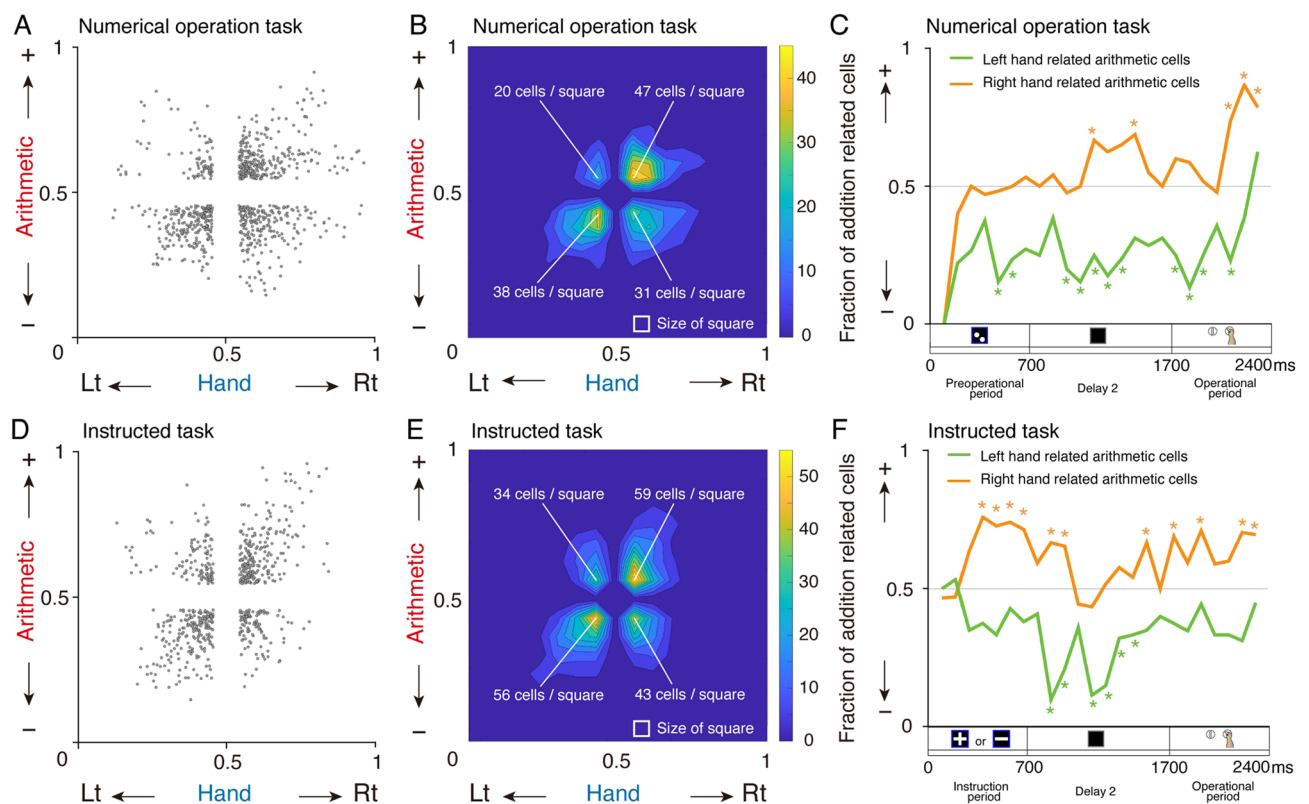 A
Numerical operation task
1
+
Arithmetic
0.5
−
0
0.5
1
Lt
Hand
Rt
B
Numerical operation task
1
+
Arithmetic
0.5
−
20 cells / square
47 cells / square
38 cells / square
31 cells / square
Size of square
0
0.5
1
Lt
Hand
Rt
40
30
20
10
0
C
Numerical operation task
Fraction of addition related cells
1
+
0.5
−
0
Left hand related arithmetic cells
Right hand related arithmetic cells
* * * * *
* * * * * * * * * *
0
700
1700
2400 ms
Preoperational
period
Delay 2
Operational
period
D
Instructed task
1
+
Arithmetic
0.5
−
0
0.5
1
Lt
Hand
Rt
E
Instructed task
1
+
Arithmetic
0.5
−
34 cells / square
59 cells / square
56 cells / square
43 cells / square
Size of square
0
0.5
1
Lt
Hand
Rt
50
40
30
20
10
0
F
Instructed task
Fraction of addition related cells
1
+
0.5
−
0
Left hand related arithmetic cells
Right hand related arithmetic cells
* * * * * * * * * * *
* * * * * *
+ or −
0
700
1700
2400 ms
Instruction
period
Delay 2
Operational
period